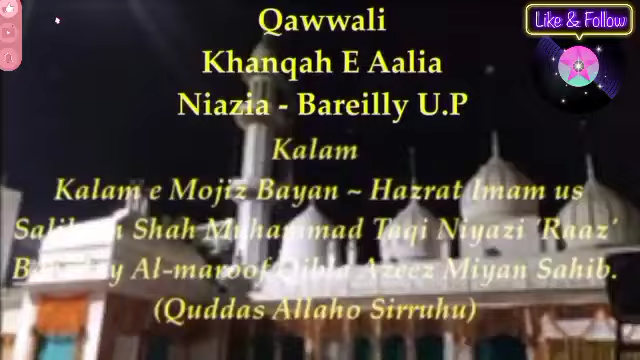 Like & Follow
Qawwali
Khanqah E Aalia
Niazia - Bareilly U.P
Kalam
Kalam e Mojiz Bayan ~ Hazrat Imam us
Shah Muhammad Taqi Niyazi 'Raaz'
Al-maroof Qibla Azeez Miyan Sahib.
(Quddas Allaho Sirruhu)